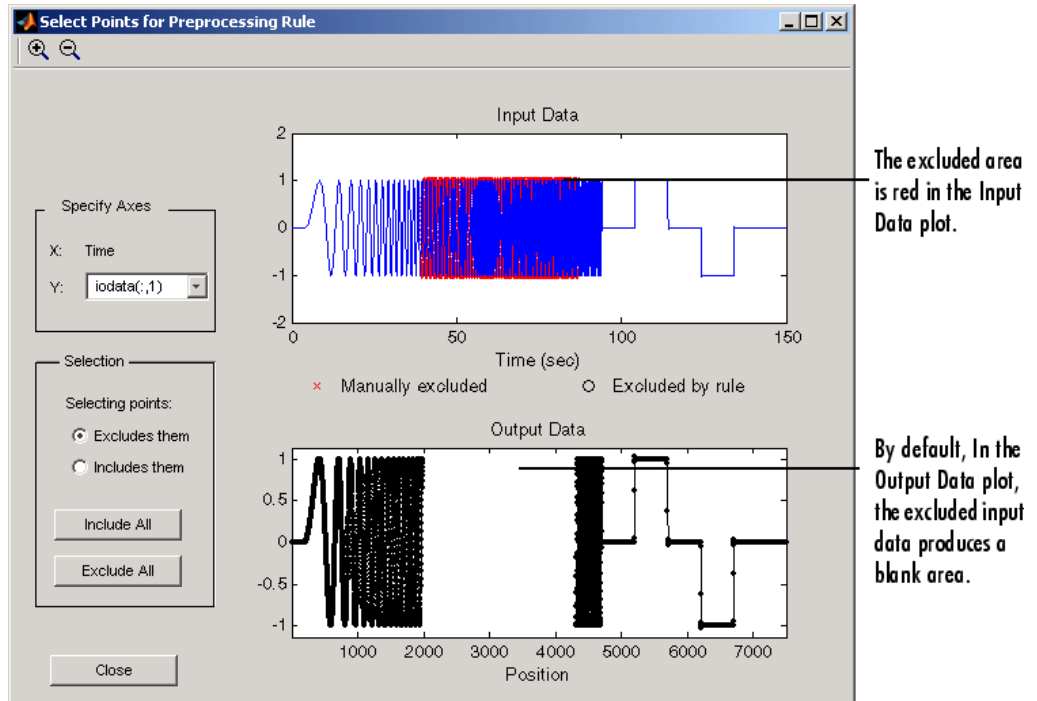 Select Points for Preprocessing Rule
Input Data
2
1
0
-1
-2
0
50
100
150
Time (sec)
× Manually excluded
○ Excluded by rule
The excluded area
is red in the Input
Data plot.
Specify Axes
X: Time
Y: iodata(:,1)
Selection
Selecting points:
Excludes them
Includes them
Include All
Exclude All
Close
Output Data
1
0.5
0
-0.5
-1
1000
2000
3000
4000
5000
6000
7000
Position
By default, In the
Output Data plot,
the excluded input
data produces a
blank area.